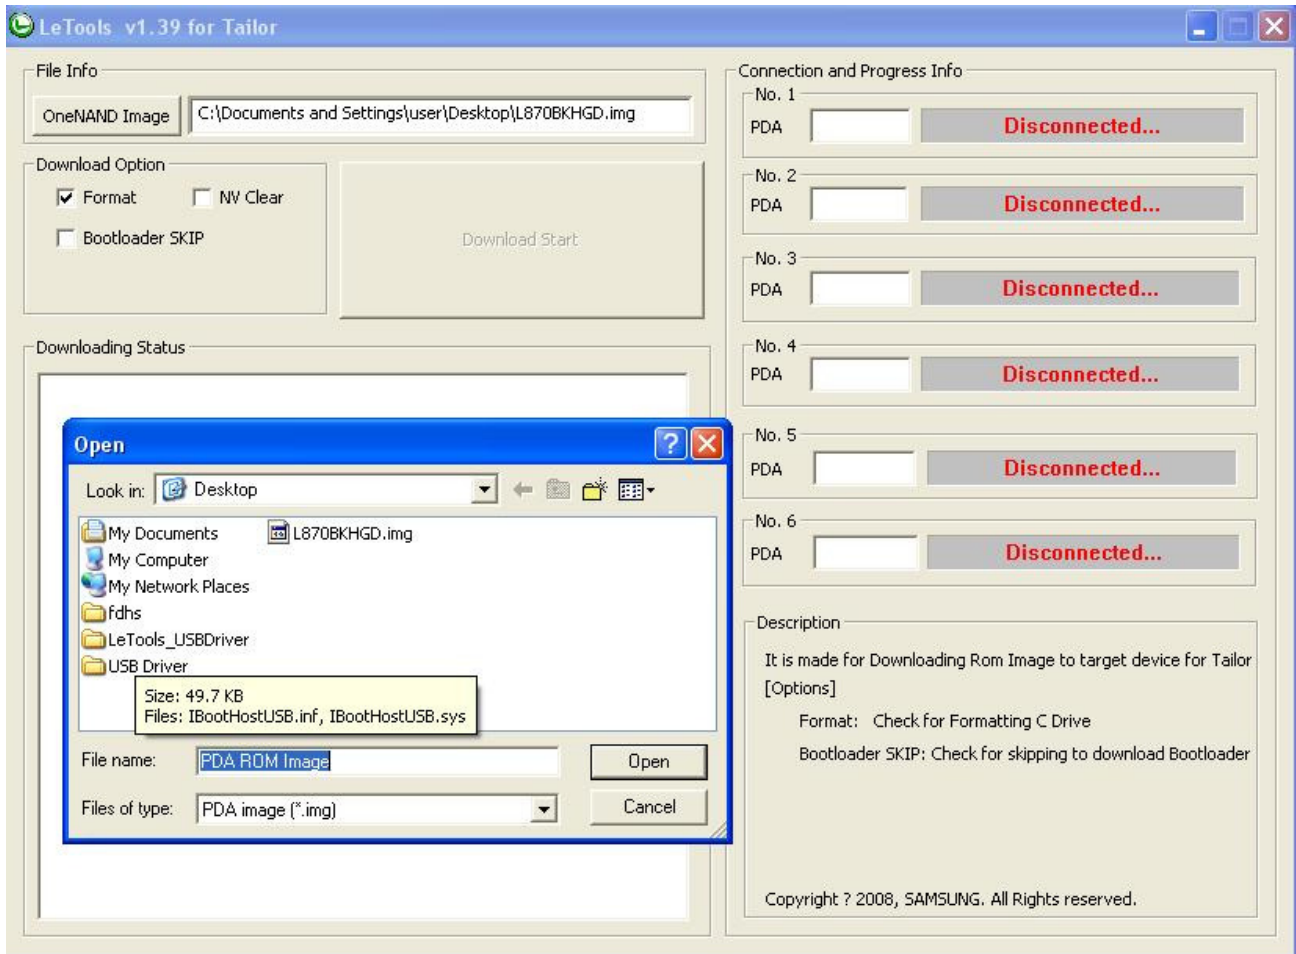 LeTools v1.39 for Tailor
File Info
OneNAND Image
C:\Documents and Settings\user\Desktop\L870BKHGD.img
Download Option
Format
NV Clear
Bootloader SKIP
Download Start
Downloading Status
Open
Look in:
Desktop
My Documents
L870BKHGD.img
My Computer
My Network Places
fdhs
LeTools_USBDriver
USB Driver
Size: 49.7 KB
Files: IBootHostUSB.inf, IBootHostUSB.sys
File name:
PDA ROM Image
Open
Files of type:
PDA image (*.img)
Cancel
Connection and Progress Info
No. 1
PDA
Disconnected...
No. 2
PDA
Disconnected...
No. 3
PDA
Disconnected...
No. 4
PDA
Disconnected...
No. 5
PDA
Disconnected...
No. 6
PDA
Disconnected...
Description
It is made for Downloading Rom Image to target device for Tailor
[Options]
Format: Check for Formatting C Drive
Bootloader SKIP: Check for skipping to download Bootloader
Copyright ? 2008, SAMSUNG. All Rights reserved.